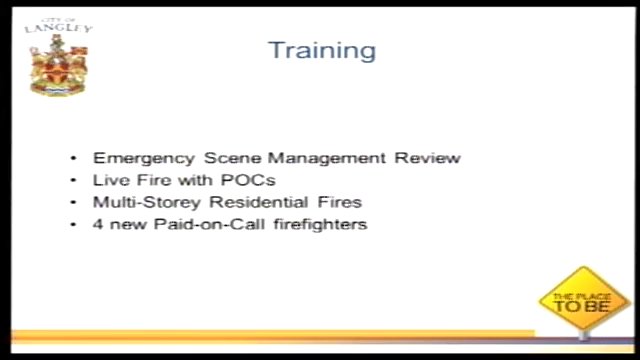 CITY OF
LANGLEY
Training
• Emergency Scene Management Review
• Live Fire with POCs
• Multi-Storey Residential Fires
• 4 new Paid-on-Call firefighters
THE PLACE
TO BE